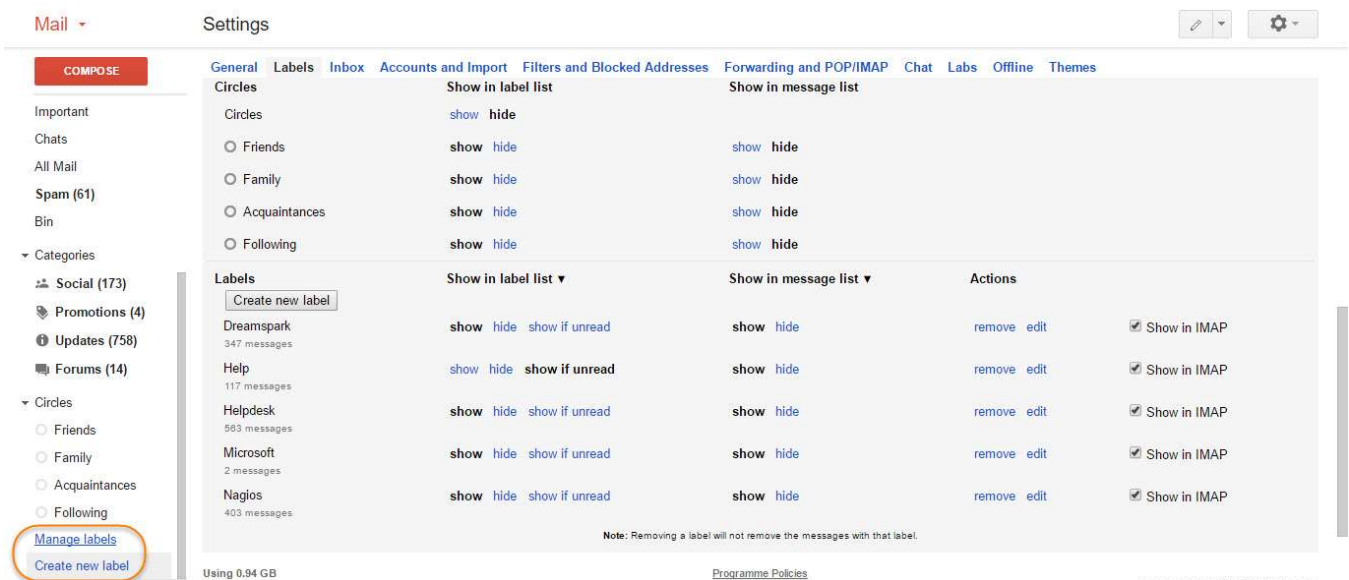 Mail
Settings
COMPOSE
Important
Chats
All Mail
Spam (61)
Bin
Categories
Social (173)
Promotions (4)
Updates (758)
Forums (14)
Circles
Friends
Family
Acquaintances
Following
Manage labels
Create new label
General Labels Inbox Accounts and Import Filters and Blocked Addresses Forwarding and POP/IMAP Chat Labs Offline Themes
Circles Show in label list Show in message list
Circles show hide
Friends show hide show hide
Family show hide show hide
Acquaintances show hide show hide
Following show hide show hide
Labels Show in label list ▼ Show in message list ▼ Actions
Create new label
Dreamspark show hide show if unread show hide remove edit Show in IMAP
347 messages
Help show hide show if unread show hide remove edit Show in IMAP
117 messages
Helpdesk show hide show if unread show hide remove edit Show in IMAP
563 messages
Microsoft show hide show if unread show hide remove edit Show in IMAP
2 messages
Nagios show hide show if unread show hide remove edit Show in IMAP
403 messages
Note: Removing a label will not remove the messages with that label.
Using 0.94 GB Programme Policies